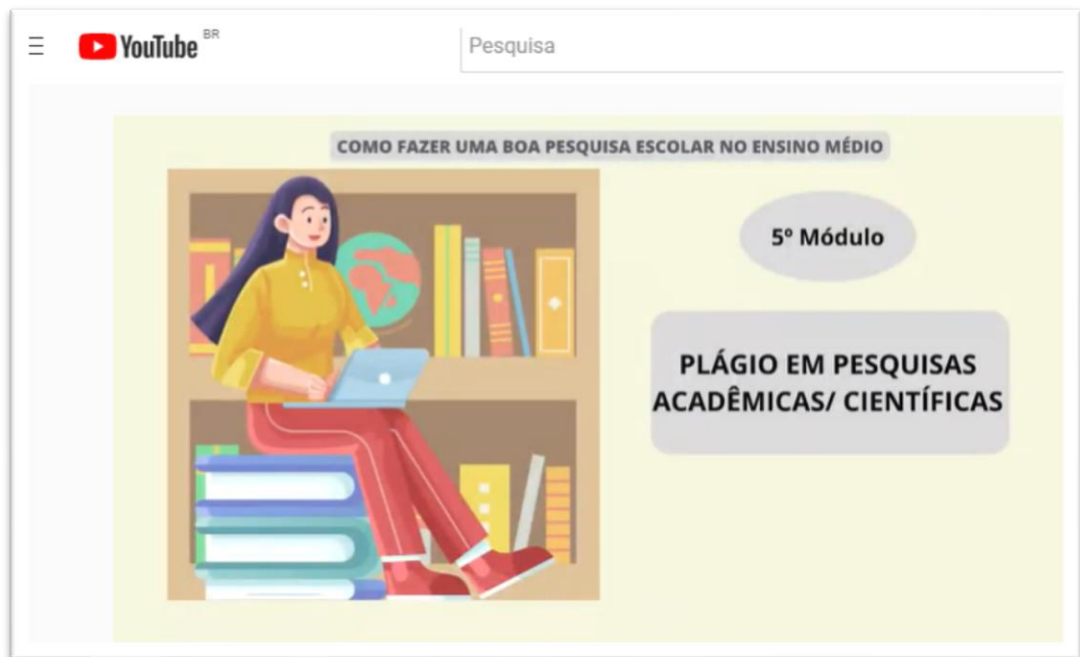 YouTube BR
Pesquisa
COMO FAZER UMA BOA PESQUISA ESCOLAR NO ENSINO MÉDIO
5º Módulo
PLÁGIO EM PESQUISAS
ACADÊMICAS/ CIENTÍFICAS